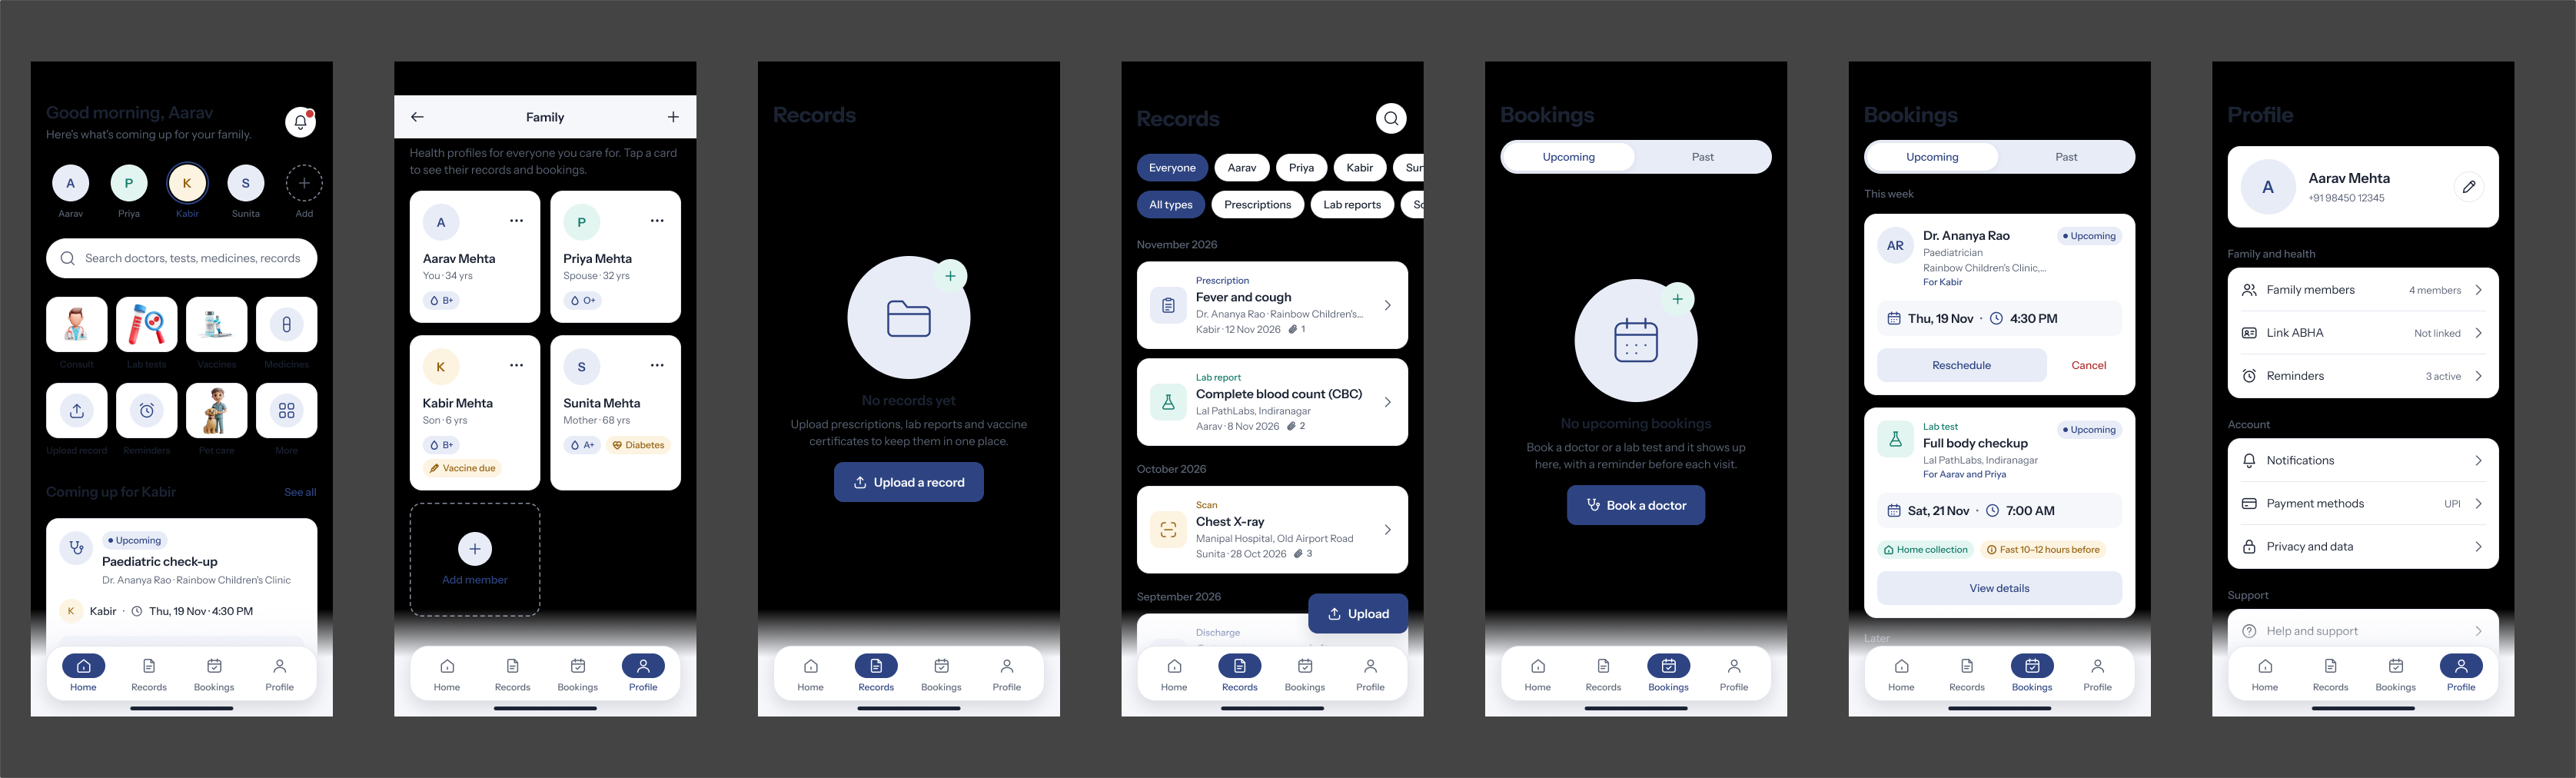 Good morning, Aarav
Here's what's coming up for your family.
A
P
K
S
Aarav
Priya
Kabir
Sunita
Add
Search doctors, tests, medicines, records
Consult
Lab tests
Vaccines
Medicines
Upload record
Reminders
Pet care
More
Coming up for Kabir
See all
Upcoming
Paediatric check-up
Dr. Ananya Rao · Rainbow Children's Clinic
K
Kabir · Thu, 19 Nov · 4:30 PM
Home
Records
Bookings
Profile
Family
Health profiles for everyone you care for. Tap a card
to see their records and bookings.
A
Aarav Mehta
You · 34 yrs
B+
P
Priya Mehta
Spouse · 32 yrs
O+
K
Kabir Mehta
Son · 6 yrs
B+
Vaccine due
S
Sunita Mehta
Mother · 68 yrs
A+
Diabetes
Add member
Home
Records
Bookings
Profile
Records
No records yet
Upload prescriptions, lab reports and vaccine
certificates to keep them in one place.
Upload a record
Home
Records
Bookings
Profile
Records
Everyone
Aarav
Priya
Kabir
Sun
All types
Prescriptions
Lab reports
Sc
November 2026
Prescription
Fever and cough
Dr. Ananya Rao · Rainbow Children's...
Kabir · 12 Nov 2026
1
Lab report
Complete blood count (CBC)
Lal PathLabs, Indiranagar
Aarav · 8 Nov 2026
2
October 2026
Scan
Chest X-ray
Manipal Hospital, Old Airport Road
Sunita · 28 Oct 2026
3
September 2026
Discharge
Upload
Home
Records
Bookings
Profile
Bookings
Upcoming
Past
No upcoming bookings
Book a doctor or a lab test and it shows up
here, with a reminder before each visit.
Book a doctor
Home
Records
Bookings
Profile
Bookings
Upcoming
Past
This week
AR
Dr. Ananya Rao
Upcoming
Paediatrician
Rainbow Children's Clinic,...
For Kabir
Thu, 19 Nov · 4:30 PM
Reschedule
Cancel
Lab test
Upcoming
Full body checkup
Lal PathLabs, Indiranagar
For Aarav and Priya
Sat, 21 Nov · 7:00 AM
Home collection
Fast 10–12 hours before
View details
Later
Home
Records
Bookings
Profile
Profile
A
Aarav Mehta
+91 98450 12345
Family and health
Family members
4 members
Link ABHA
Not linked
Reminders
3 active
Account
Notifications
Payment methods
UPI
Privacy and data
Support
Help and support
Home
Records
Bookings
Profile